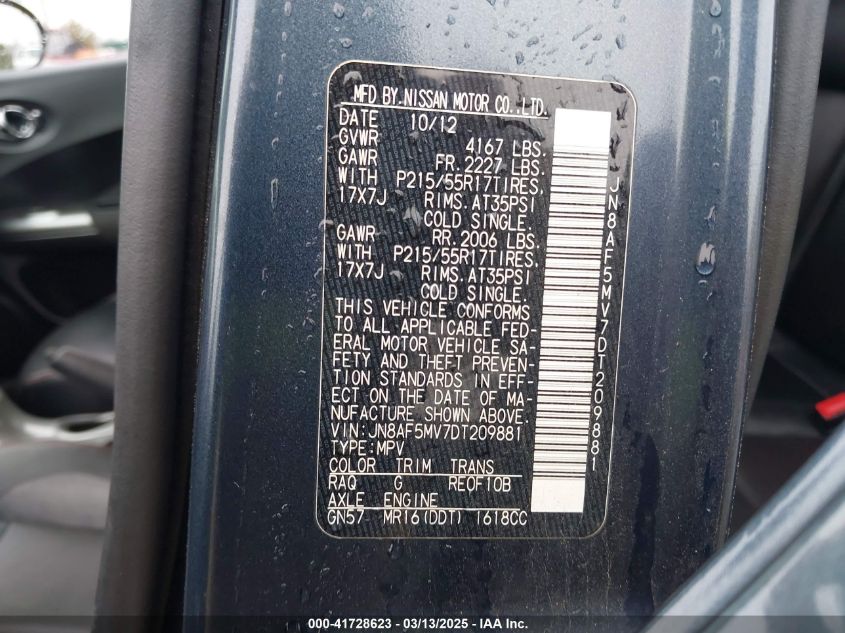 MFD BY.NISSAN MOTOR CO.,LTD.
DATE 10/12
GVWR 4167 LBS.
GAWR FR.2227 LBS.
WITH P215/55R17TIRES.
17X7J RIMS.AT35PSI
COLD SINGLE.
GAWR RR.2006 LBS.
WITH P215/55R17TIRES.
17X7J RIMS.AT35PSI
COLD SINGLE.
THIS VEHICLE CONFORMS
TO ALL APPLICABLE FED-
ERAL MOTOR VEHICLE SA-
FETY AND THEFT PREVEN-
TION STANDARDS IN EFF-
ECT ON THE DATE OF MA-
NUFACTURE SHOWN ABOVE.
VIN:JN8AF5MV7DT209881
TYPE:MPV
COLOR TRIM TRANS
RAQ G RE0F10B
AXLE ENGINE
GN57 MR16(DDT) 1618CC
JN8AF5MV7DT209881
000-41728623 — 03/13/2025 — IAA Inc.